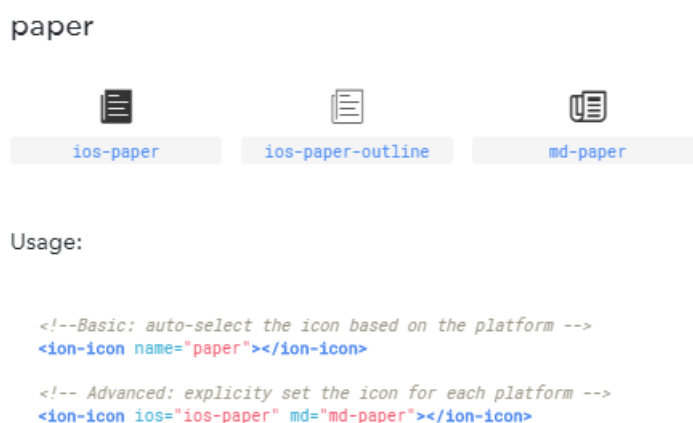 paper
ios-paper ios-paper-outline md-paper
Usage:
<!--Basic: auto-select the icon based on the platform -->
<ion-icon name="paper"></ion-icon>
<!-- Advanced: explicity set the icon for each platform -->
<ion-icon ios="ios-paper" md="md-paper"></ion-icon>